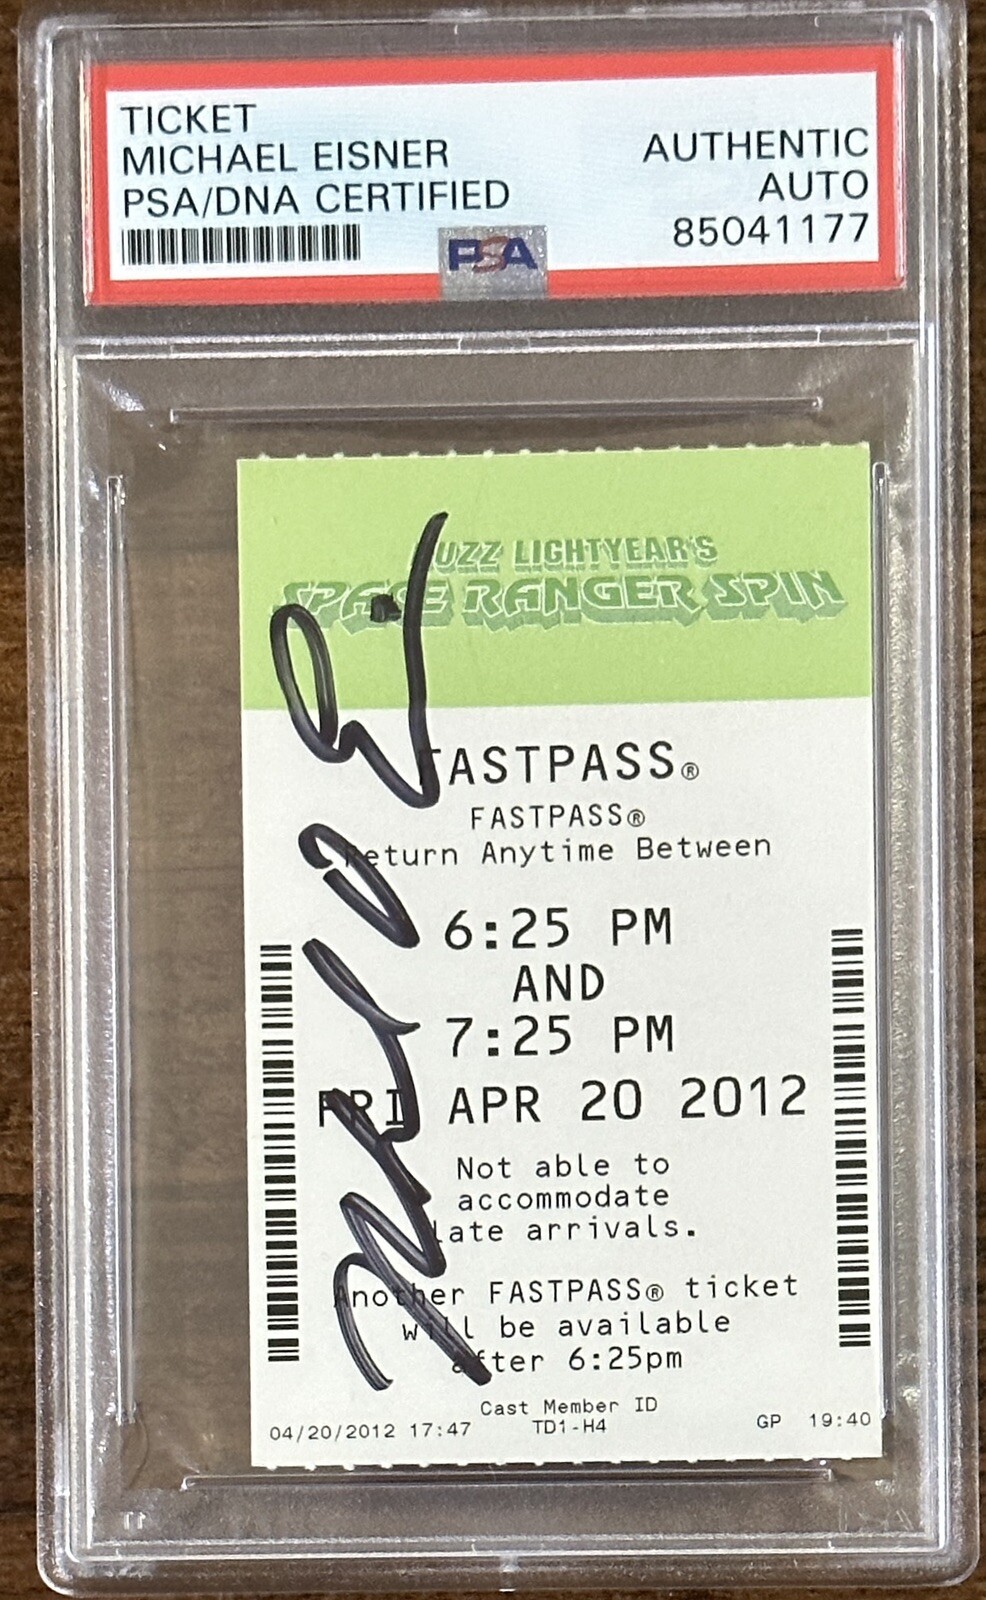 TICKET
MICHAEL EISNER
PSA/DNA CERTIFIED
AUTHENTIC
AUTO
85041177
PSA
BUZZ LIGHTYEAR'S
SPACE RANGER SPIN
FASTPASS®
FASTPASS®
Return Anytime Between
6:25 PM
AND
7:25 PM
FRI APR 20 2012
Not able to
accommodate
late arrivals.
Another FASTPASS® ticket
will be available
after 6:25pm
Cast Member ID
04/20/2012 17:47 TD1-H4 GP 19:40